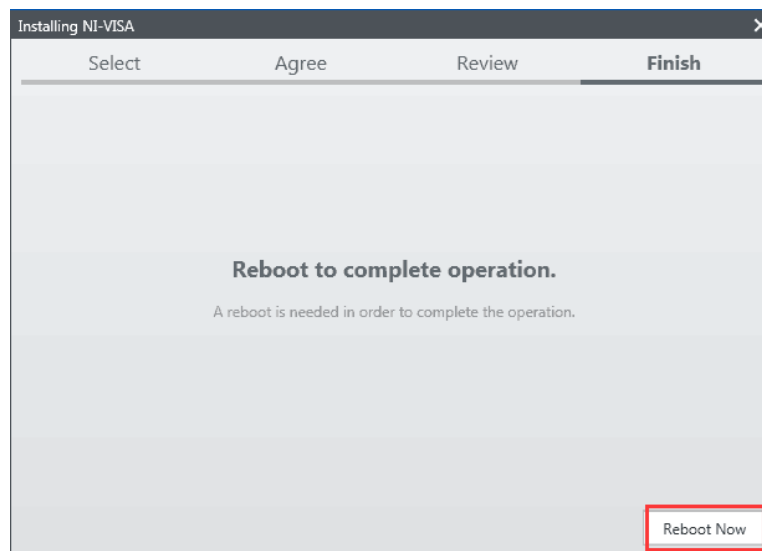 Installing NI-VISA
Select Agree Review Finish
Reboot to complete operation.
A reboot is needed in order to complete the operation.
Reboot Now